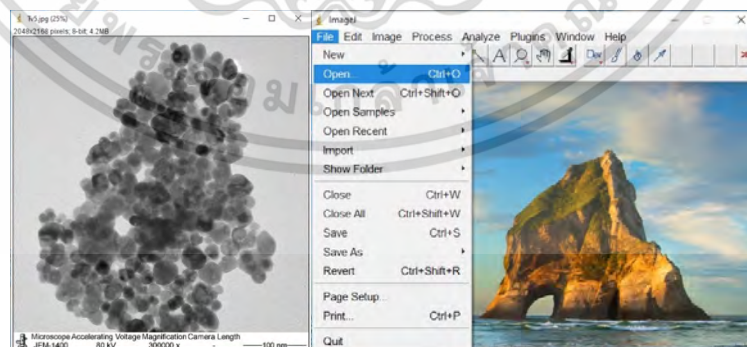 Tv5.jpg (25%)
2048x2168 pixels; 8-bit; 4.2MB
Microscope Accelerating Voltage Magnification Camera Length
JEM-1400 80 kV 300000 x - 100 nm
ImageJ
File Edit Image Process Analyze Plugins Window Help
New
Open... Ctrl+O
Open Next Ctrl+Shift+O
Open Samples
Open Recent
Import
Show Folder
Close Ctrl+W
Close All Ctrl+Shift+W
Save Ctrl+S
Save As
Revert Ctrl+Shift+R
Page Setup...
Print... Ctrl+P
Quit